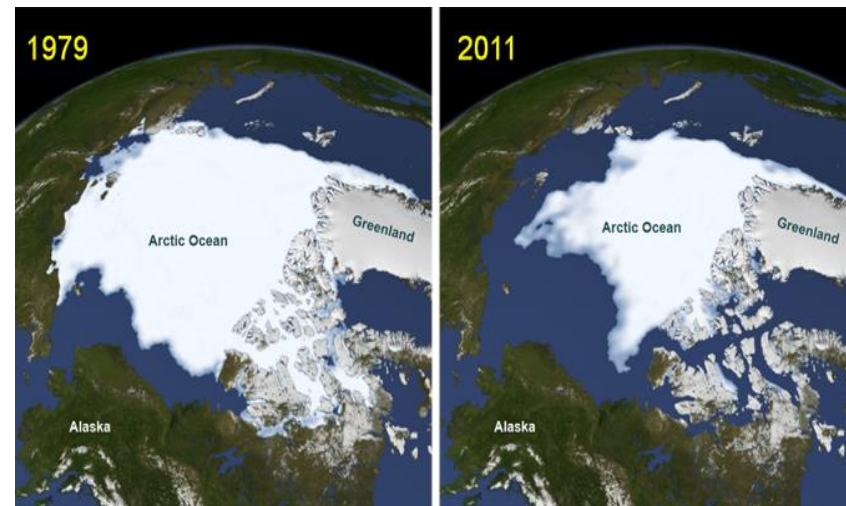 1979
Arctic Ocean
Greenland
Alaska
2011
Arctic Ocean
Greenland
Alaska